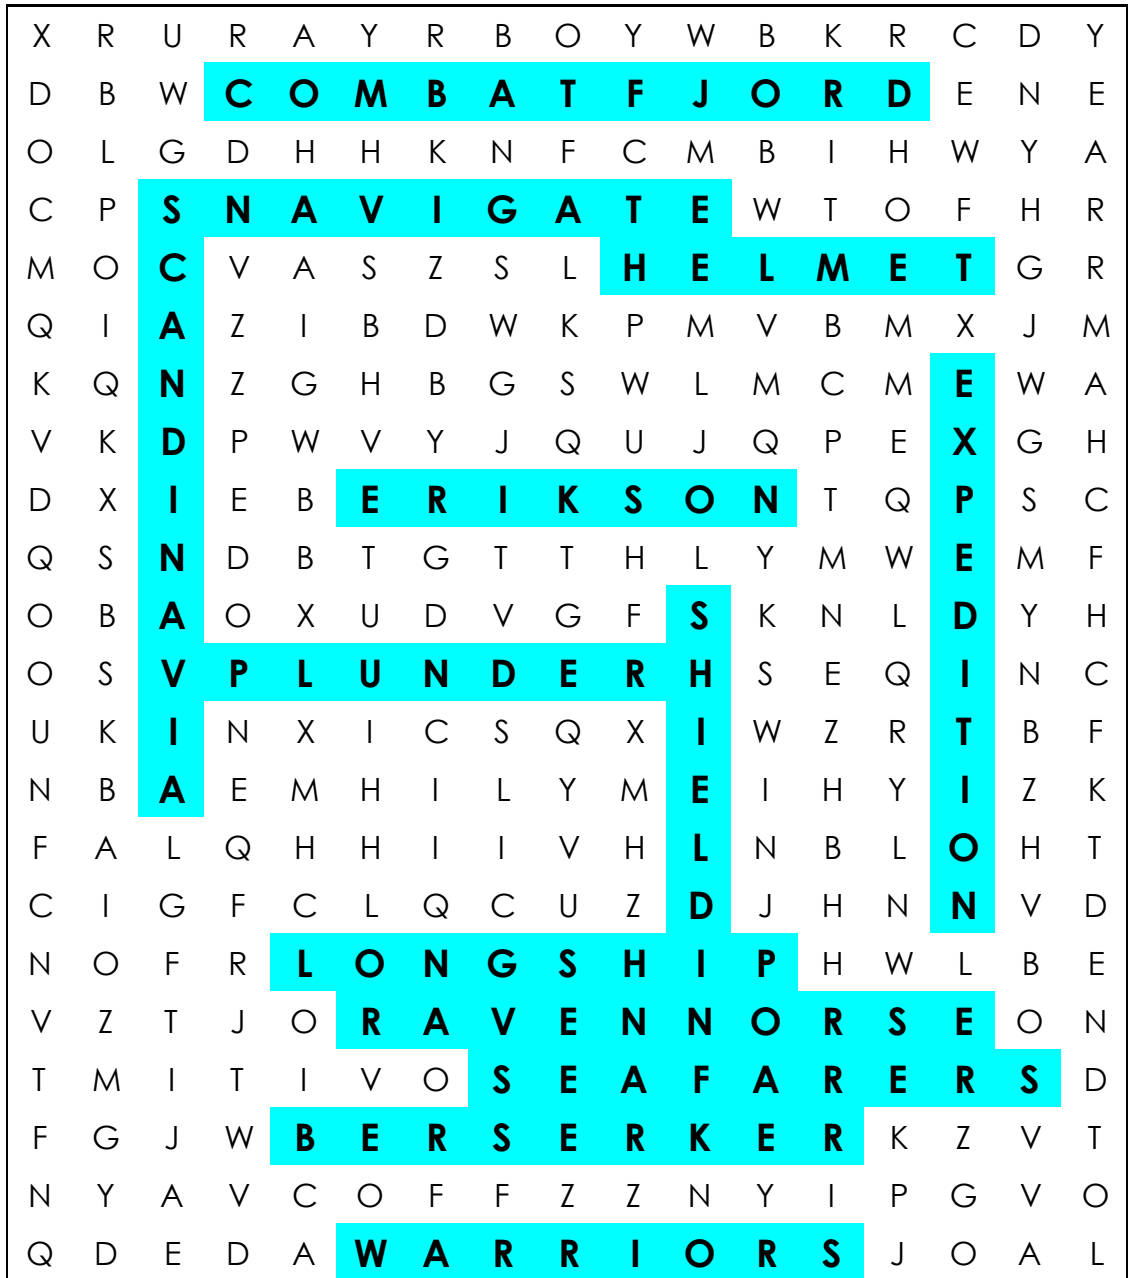 X R U R A Y R B O Y W B K R C D Y
D B W C O M B A T F J O R D E N E
O L G D H H K N F C M B I H W Y A
C P S N A V I G A T E W T O F H R
M O C V A S Z S L H E L M E T G R
Q I A Z I B D W K P M V B M X J M
K Q N Z G H B G S W L M C M E W A
V K D P W V Y J Q U J Q P E X G H
D X I E B E R I K S O N T Q P S C
Q S N D B T G T T H L Y M W E M F
O B A O X U D V G F S K N L D Y H
O S V P L U N D E R H S E Q I N C
U K I N X I C S Q X I W Z R T B F
N B A E M H I L Y M E I H Y I Z K
F A L Q H H I I V H L N B L O H T
C I G F C L Q C U Z D J H N N V D
N O F R L O N G S H I P H W L B E
V Z T J O R A V E N N O R S E O N
T M I T I V O S E A F A R E R S D
F G J W B E R S E R K E R K Z V T
N Y A V C O F F Z Z N Y I P G V O
Q D E D A W A R R I O R S J O A L